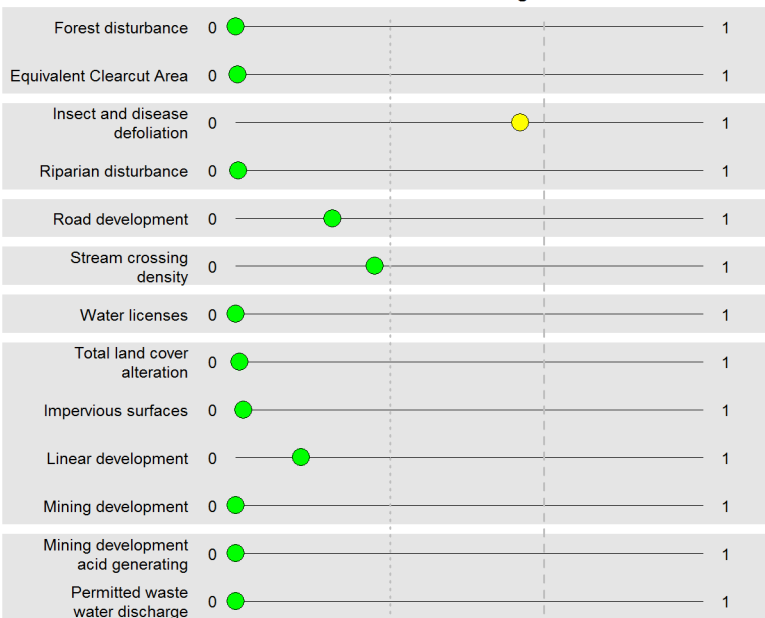 Forest disturbance 0 1
Equivalent Clearcut Area 0 1
Insect and disease
defoliation 0 1
Riparian disturbance 0 1
Road development 0 1
Stream crossing
density 0 1
Water licenses 0 1
Total land cover
alteration 0 1
Impervious surfaces 0 1
Linear development 0 1
Mining development 0 1
Mining development
acid generating 0 1
Permitted waste
water discharge 0 1